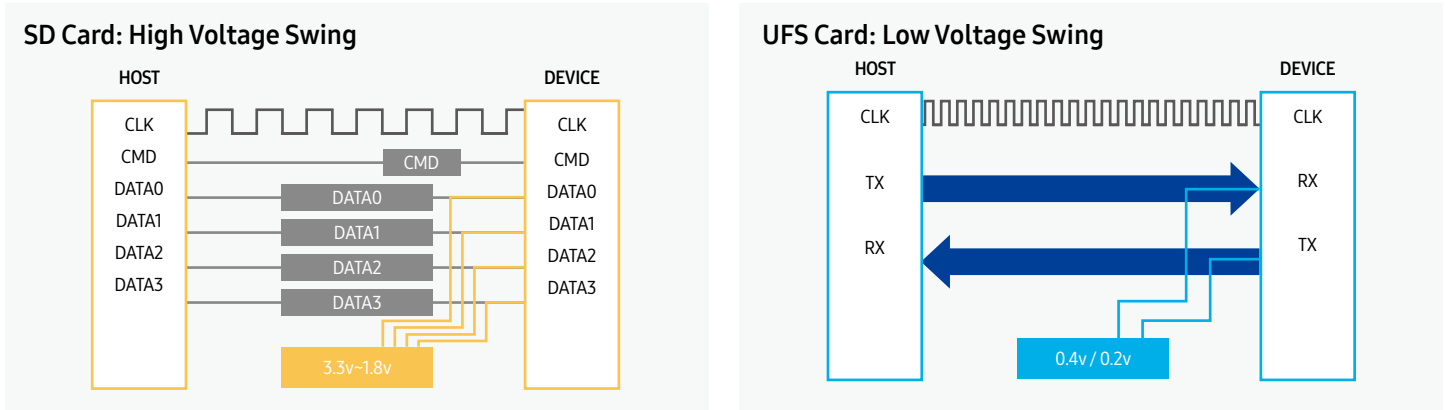 SD Card: High Voltage Swing
HOST
DEVICE
CLK
CMD
DATA0
DATA1
DATA2
DATA3
CMD
DATA0
DATA1
DATA2
DATA3
3.3v~1.8v
CLK
CMD
DATA0
DATA1
DATA2
DATA3
UFS Card: Low Voltage Swing
HOST
DEVICE
CLK
TX
RX
0.4v / 0.2v
CLK
RX
TX